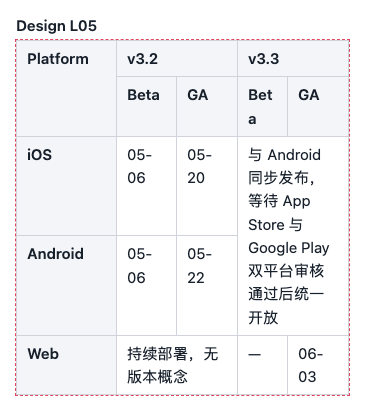 Design L05
Platform
v3.2
v3.3
Beta
GA
Bet
a
GA
iOS
05-
06
05-
20
与 Android
同步发布，
等待 App
Store 与
Google Play
双平台审核
通过后统一
开放
Android
05-
06
05-
22
Web
持续部署，无
版本概念
—
06-
03